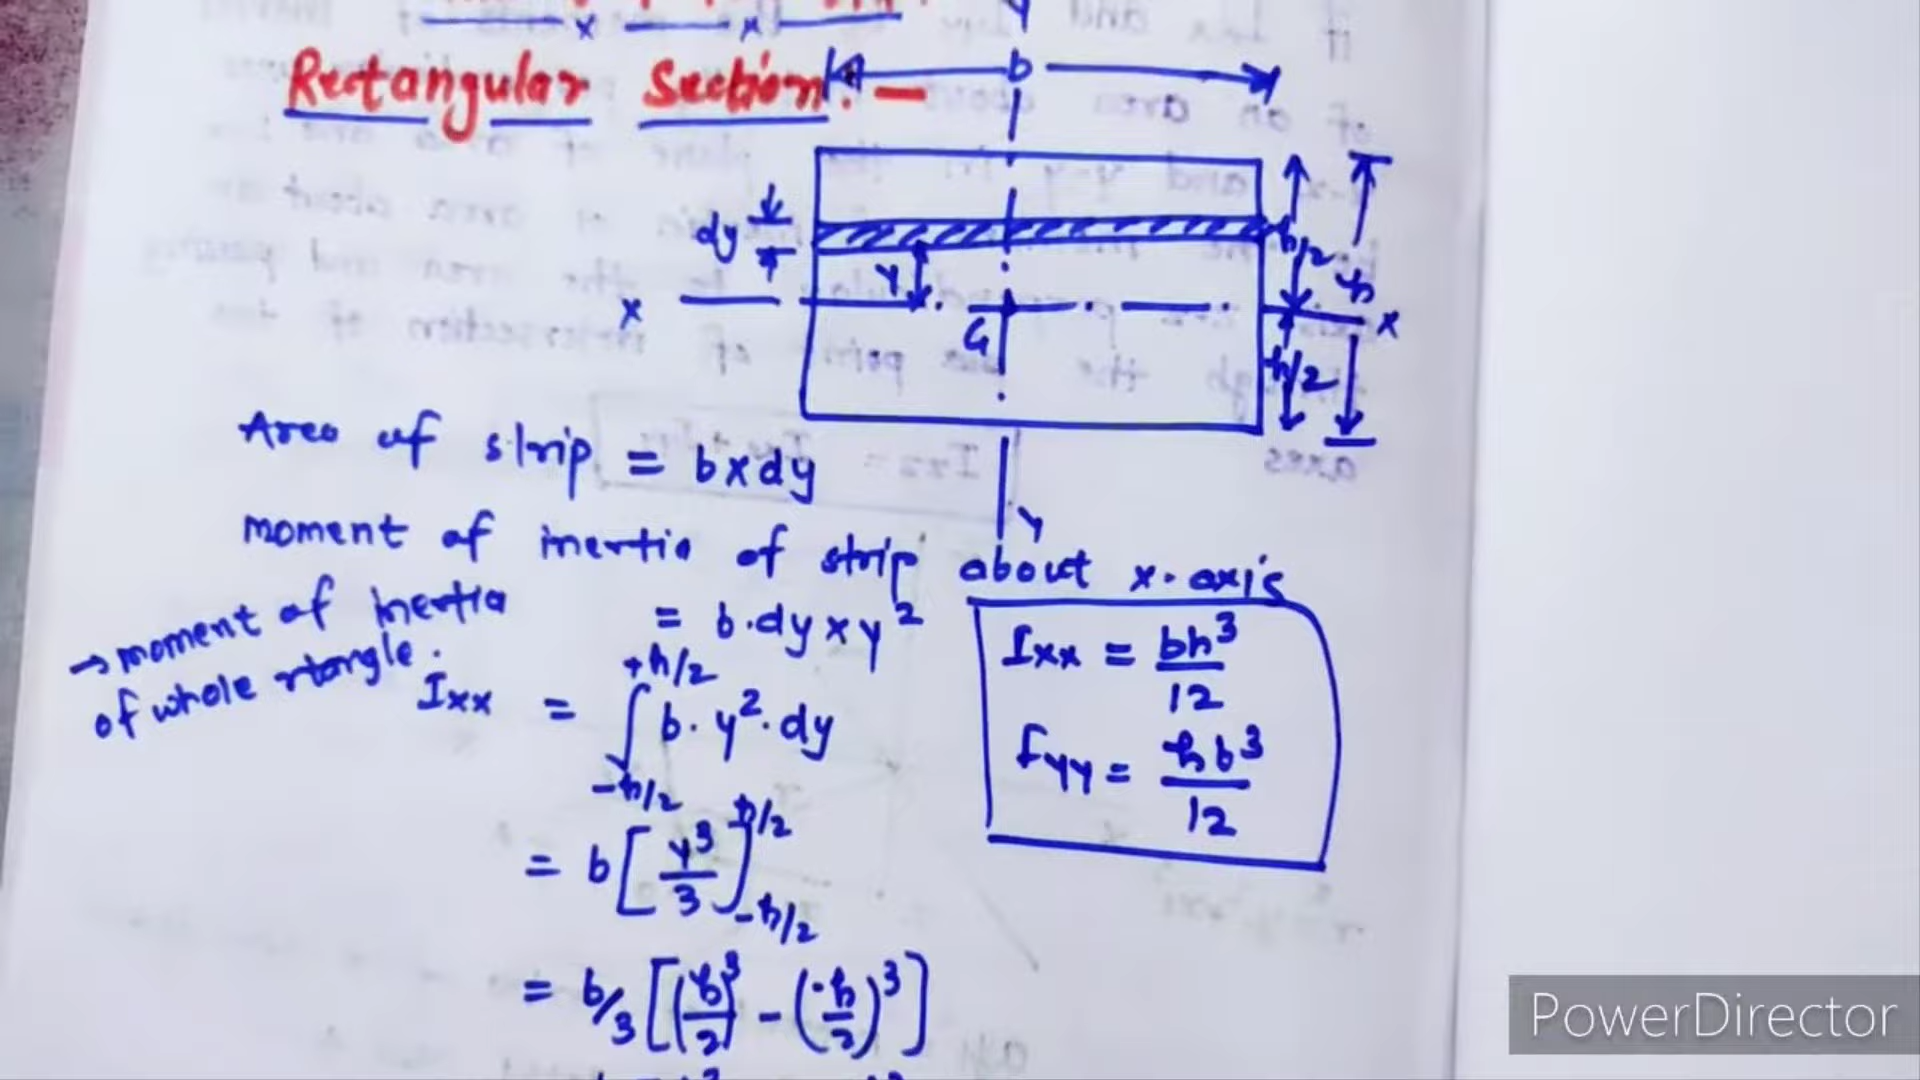 Rectangular Section:—
b
dy
Y
h/2
h
X
G
X
h/2
Y
Area of strip = b×dy
moment of inertia of strip about x-axis
= b·dy×y²
→ moment of inertia
of whole rtangle.
Ixx = ∫ b·y²·dy
+h/2
-h/2
= b[y³/3]
h/2
-h/2
= b/3[(h/2)³ - (-h/2)³]
Ixx = bh³/12
Iyy = hb³/12
PowerDirector